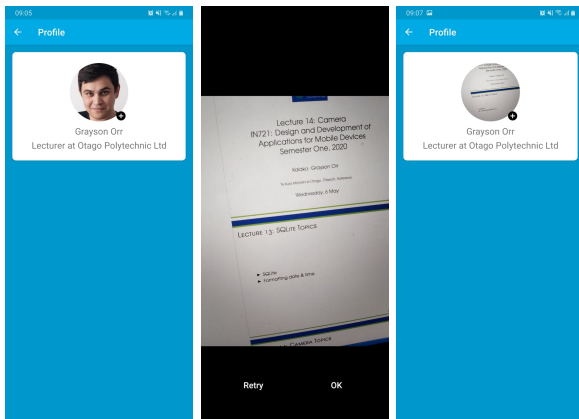 09:05
Profile
Grayson Orr
Lecturer at Otago Polytechnic Ltd
Lecture 14: Camera
IN721: Design and Development of
Applications for Mobile Devices
Semester One, 2020
Grayson Orr
Wednesday, 6 May
LECTURE 13: SQLITE TOPICS
SQLite
Formatting date & time
CAMERA TOPICS
Retry
OK
09:07
Profile
Grayson Orr
Lecturer at Otago Polytechnic Ltd